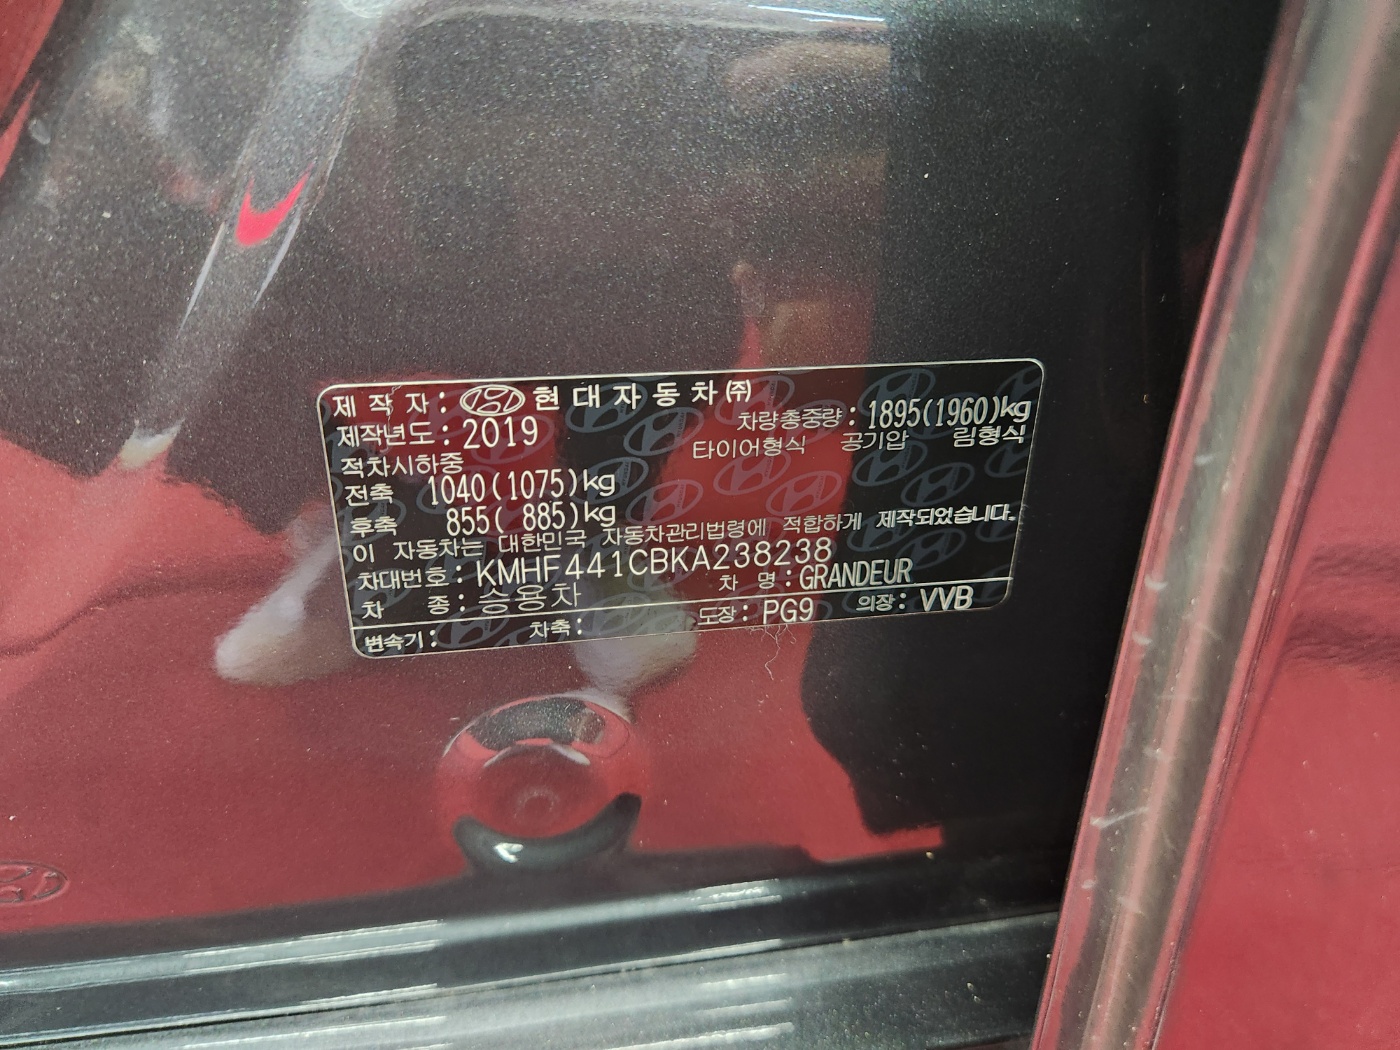 제 작 자 : 현 대 자 동 차 ㈜
제작년도 : 2019
차량총중량 : 1895(1960)kg
적차시하중
타이어형식 공기압 림형식
전축 1040(1075)kg
후축 855( 885)kg
이 자동차는 대한민국 자동차관리법령에 적합하게 제작되었습니다.
차대번호 : KMHF441CBKA238238
차 종 : 승용차 차 명 : GRANDEUR
변속기 : 차축 : 도장 : PG9 의장 : VVB